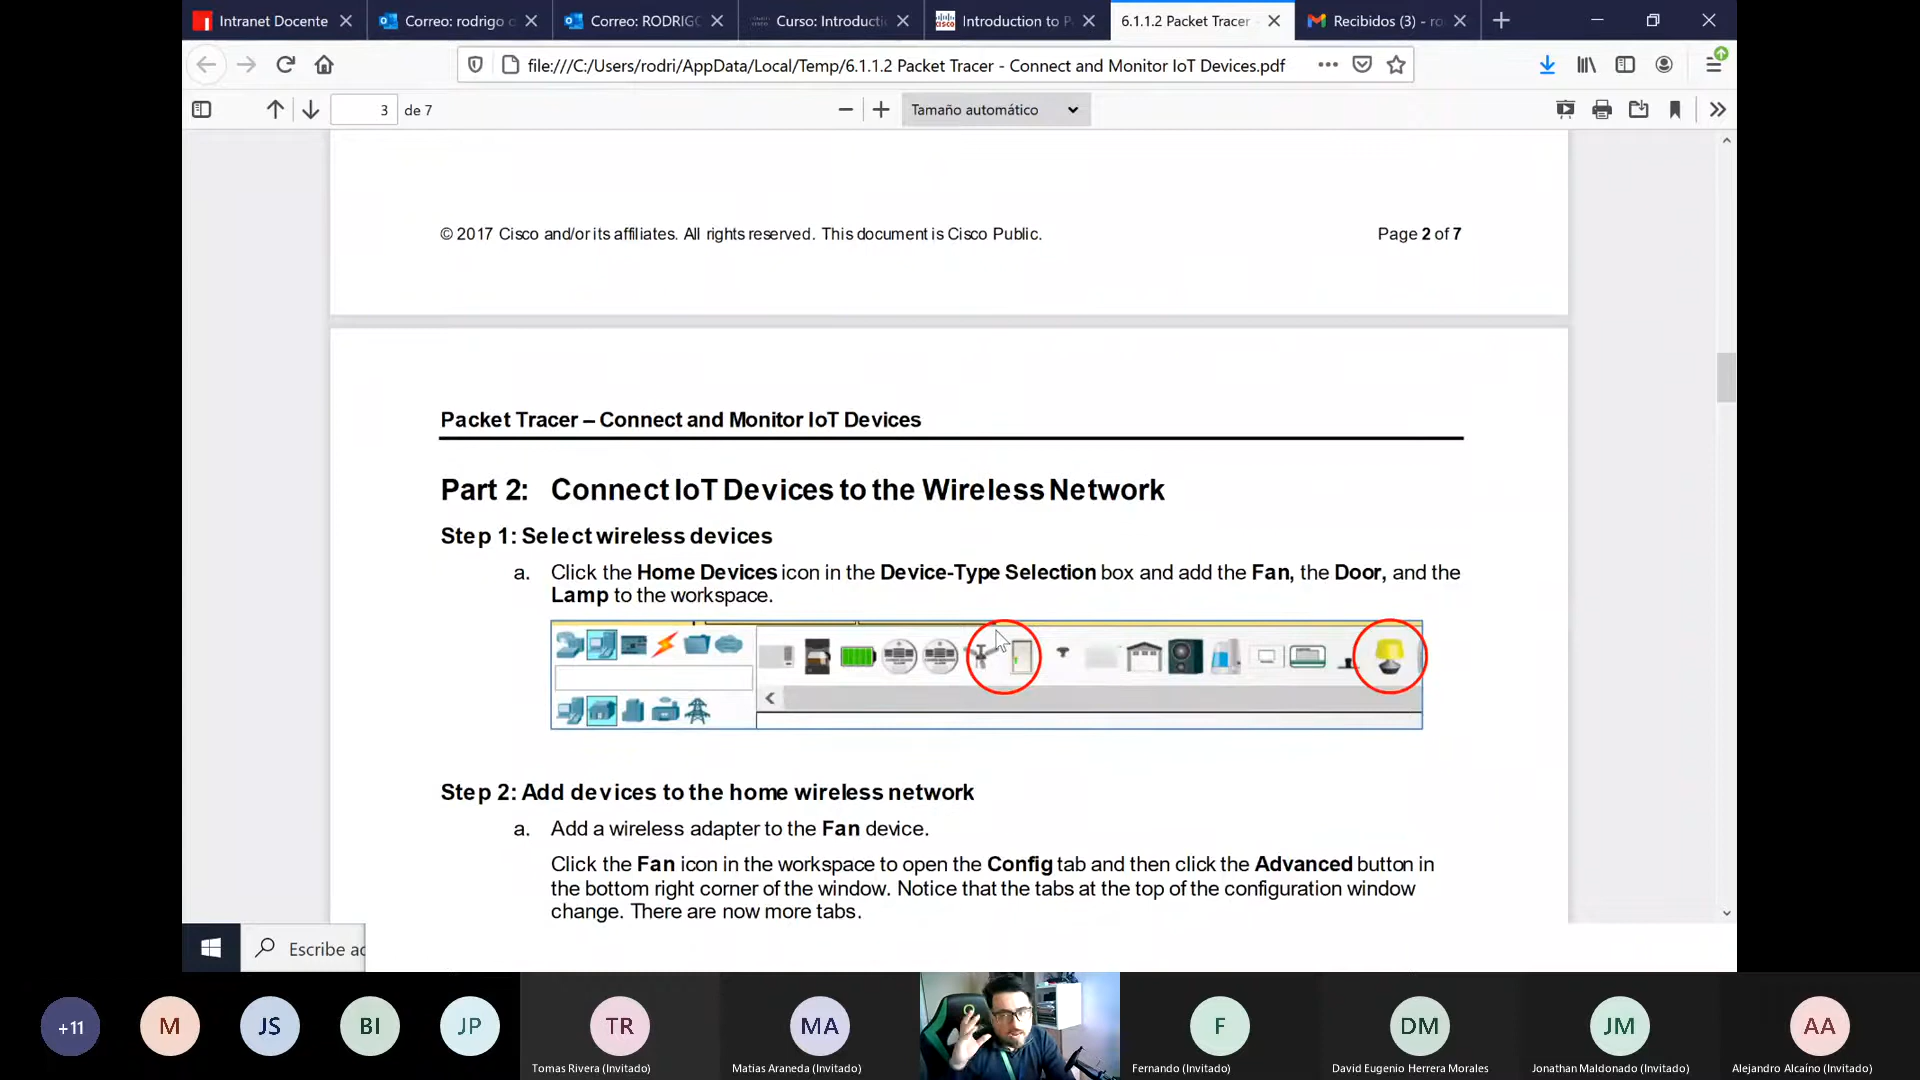 Intranet Docente
Correo: rodrigo
Correo: RODRIG
Curso: Introducti
Introduction to P
6.1.1.2 Packet Tracer
Recibidos (3) - ro
file:///C:/Users/rodri/AppData/Local/Temp/6.1.1.2 Packet Tracer - Connect and Monitor IoT Devices.pdf
3 de 7
Tamaño automático
© 2017 Cisco and/or its affiliates. All rights reserved. This document is Cisco Public.
Page 2 of 7
Packet Tracer – Connect and Monitor IoT Devices
Part 2: Connect IoT Devices to the Wireless Network
Step 1: Select wireless devices
a. Click the Home Devices icon in the Device-Type Selection box and add the Fan, the Door, and the
Lamp to the workspace.
Step 2: Add devices to the home wireless network
a. Add a wireless adapter to the Fan device.
Click the Fan icon in the workspace to open the Config tab and then click the Advanced button in
the bottom right corner of the window. Notice that the tabs at the top of the configuration window
change. There are now more tabs.
Escribe ac
+11
M
JS
BI
JP
TR
MA
F
DM
JM
AA
Tomas Rivera (Invitado)
Matias Araneda (Invitado)
Fernando (Invitado)
David Eugenio Herrera Morales
Jonathan Maldonado (Invitado)
Alejandro Alcaíno (Invitado)